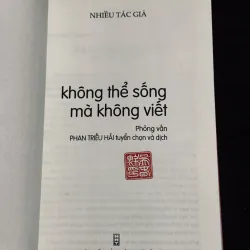 NHIỀU TÁC GIẢ
không thể sống
mà không viết
Phỏng vấn
PHAN TRIỀU HẢI tuyển chọn và dịch